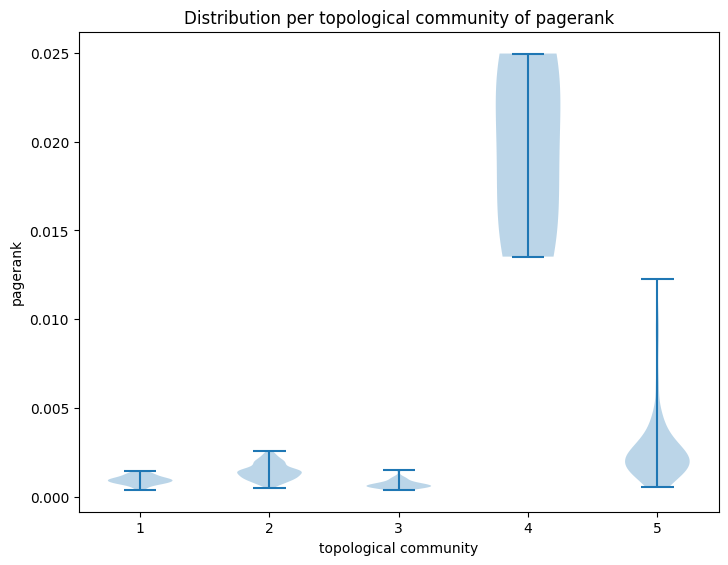 Distribution per topological community of pagerank
pagerank
0.025
0.020
0.015
0.010
0.005
0.000
1 2 3 4 5
topological community